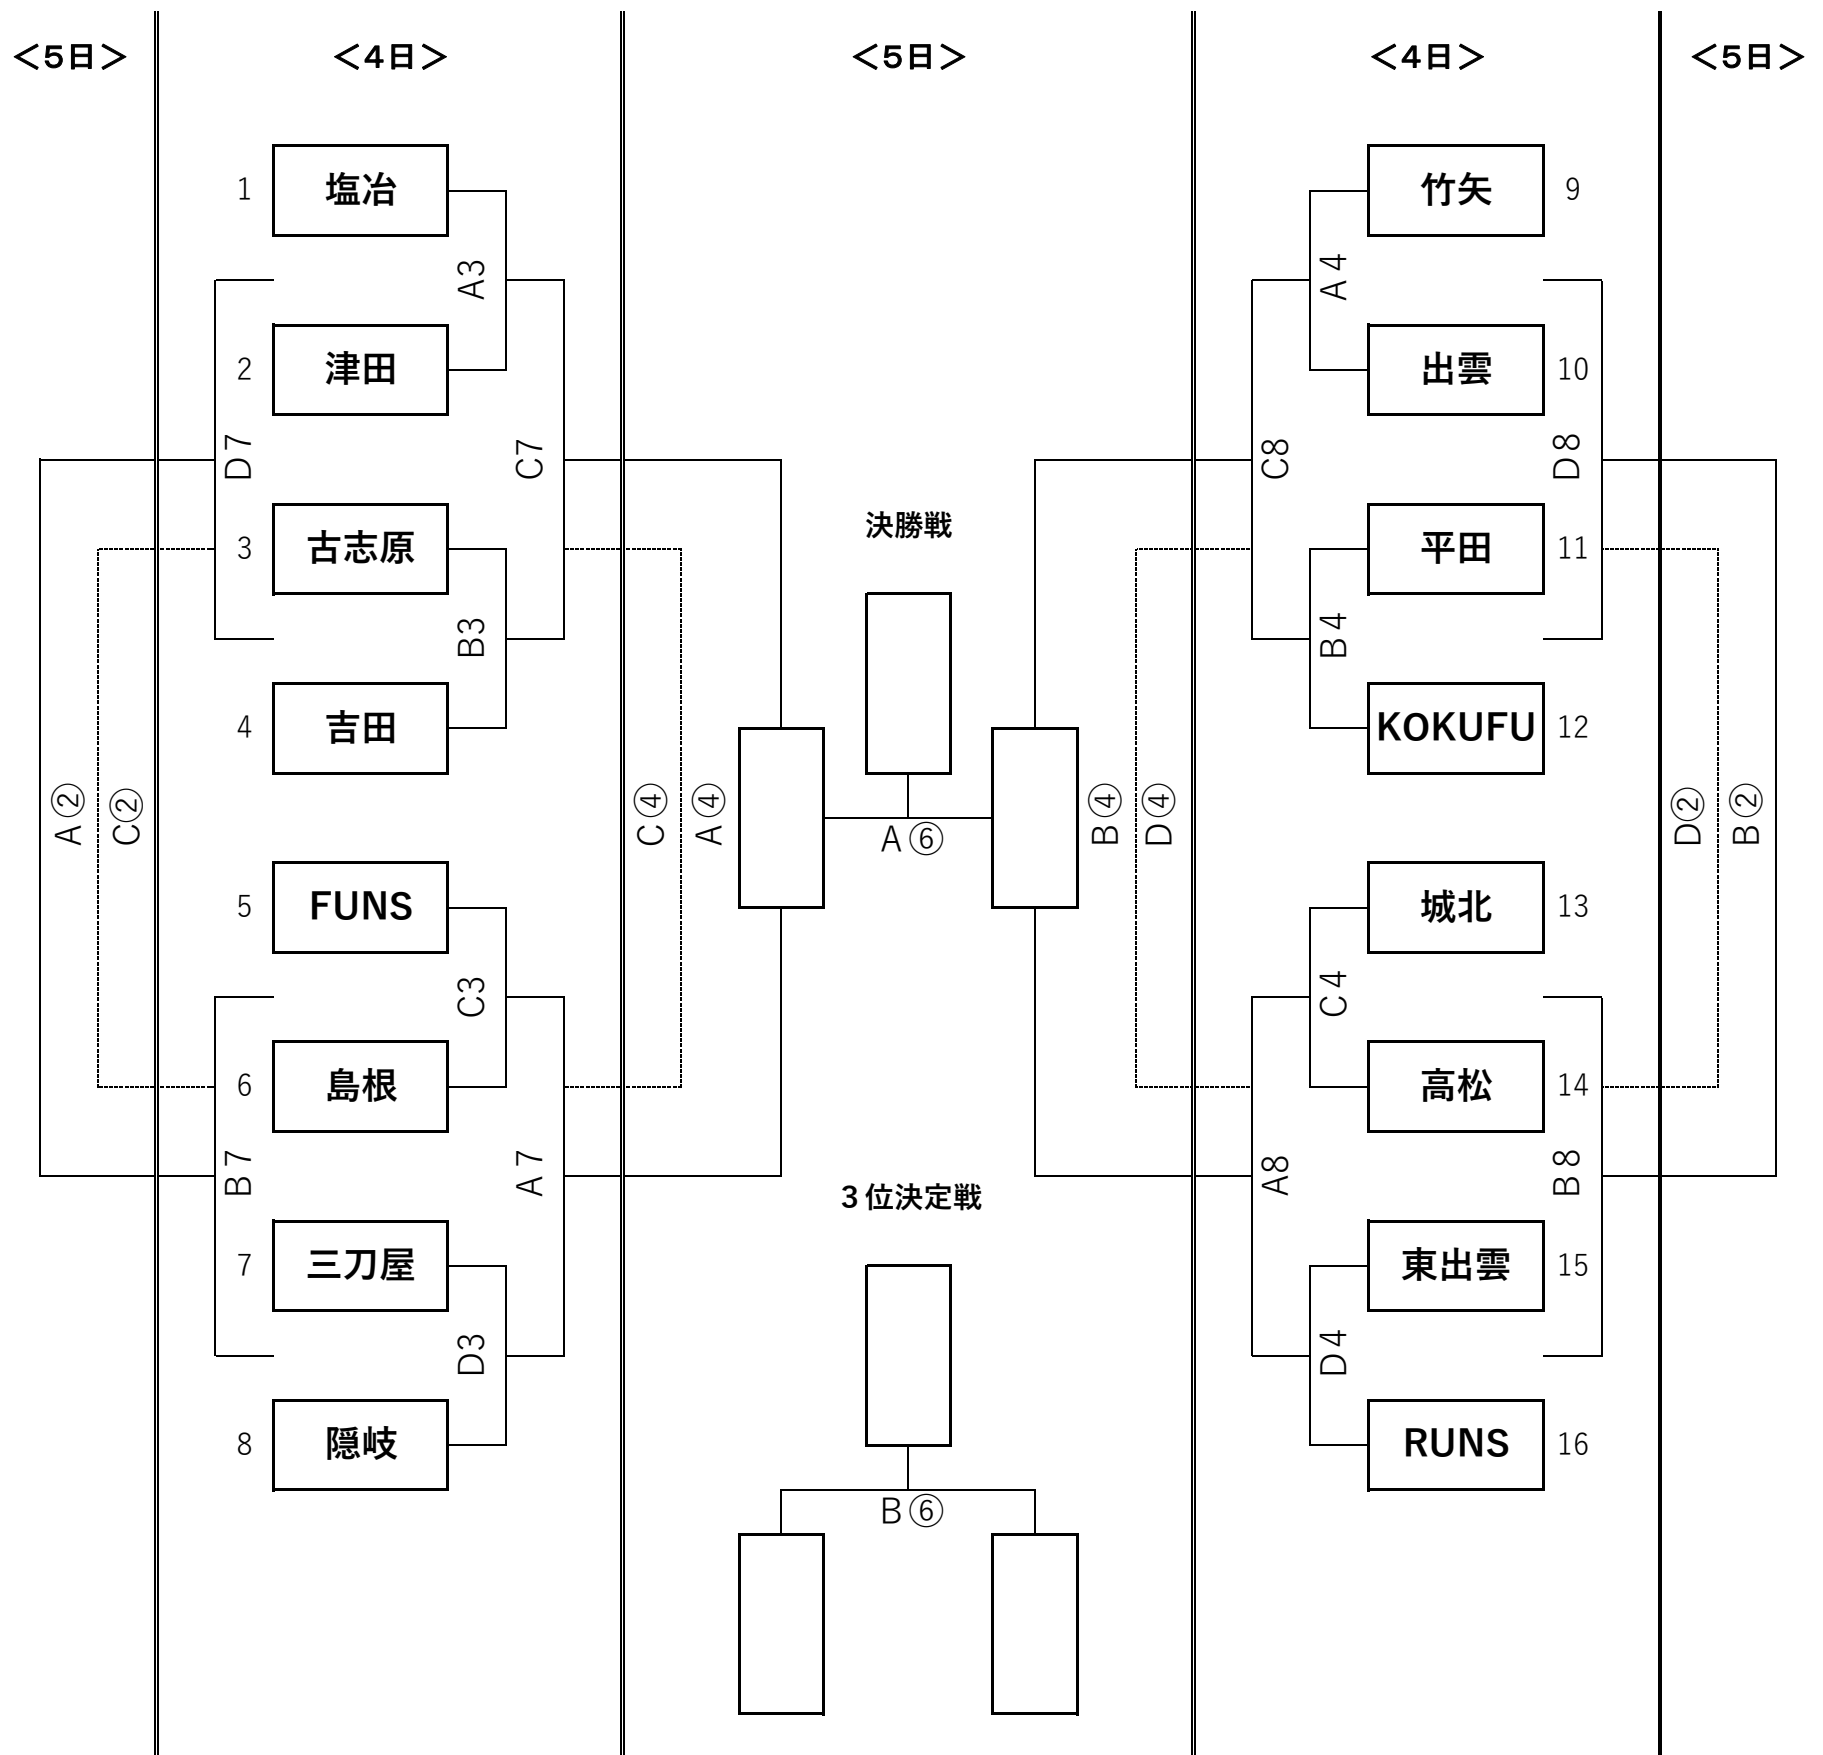 ＜5日＞ ＜4日＞ ＜5日＞ ＜4日＞ ＜5日＞
1 塩冶 竹矢 9
A3 A4
2 津田 出雲 10
D7 C7 C8 D8
決勝戦
3 古志原 平田 11
B3 B4
4 吉田 KOKUFU 12
A② C② C④ A④ B④ D④ D② B②
A⑥
5 FUNS 城北 13
C3 C4
6 島根 高松 14
B7 A7 A8 B8
３位決定戦
7 三刀屋 東出雲 15
D3 D4
8 隠岐 RUNS 16
B⑥